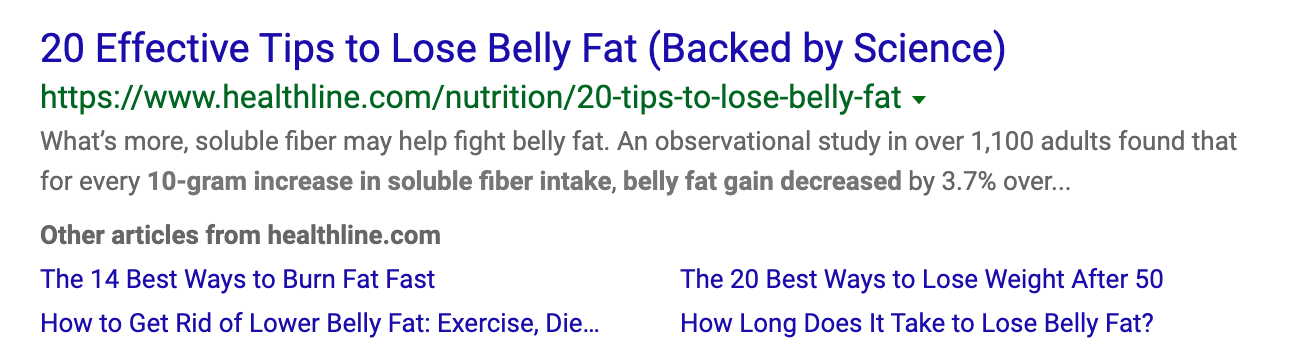 20 Effective Tips to Lose Belly Fat (Backed by Science)
https://www.healthline.com/nutrition/20-tips-to-lose-belly-fat
What’s more, soluble fiber may help fight belly fat. An observational study in over 1,100 adults found that
for every 10-gram increase in soluble fiber intake, belly fat gain decreased by 3.7% over...
Other articles from healthline.com
The 14 Best Ways to Burn Fat Fast
The 20 Best Ways to Lose Weight After 50
How to Get Rid of Lower Belly Fat: Exercise, Die...
How Long Does It Take to Lose Belly Fat?